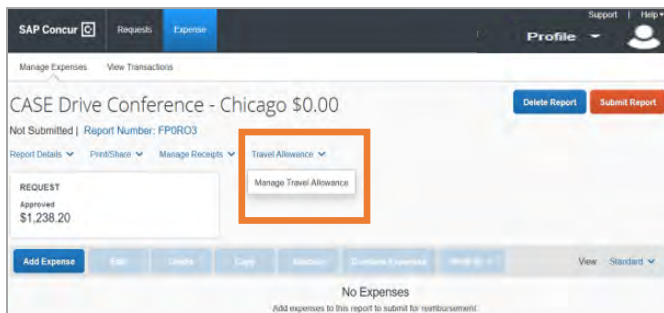 Support | Help
SAP Concur C Requests Expense Profile
Manage Expenses View Transactions
CASE Drive Conference - Chicago $0.00 Delete Report Submit Report
Not Submitted | Report Number: FP0RO3
Report Details Print/Share Manage Receipts Travel Allowance
REQUEST Manage Travel Allowance
Approved
$1,238.20
Add Expense Edit Delete Copy Allocate Combine Expenses Move to View: Standard
No Expenses
Add expenses to this report to submit for reimbursement.